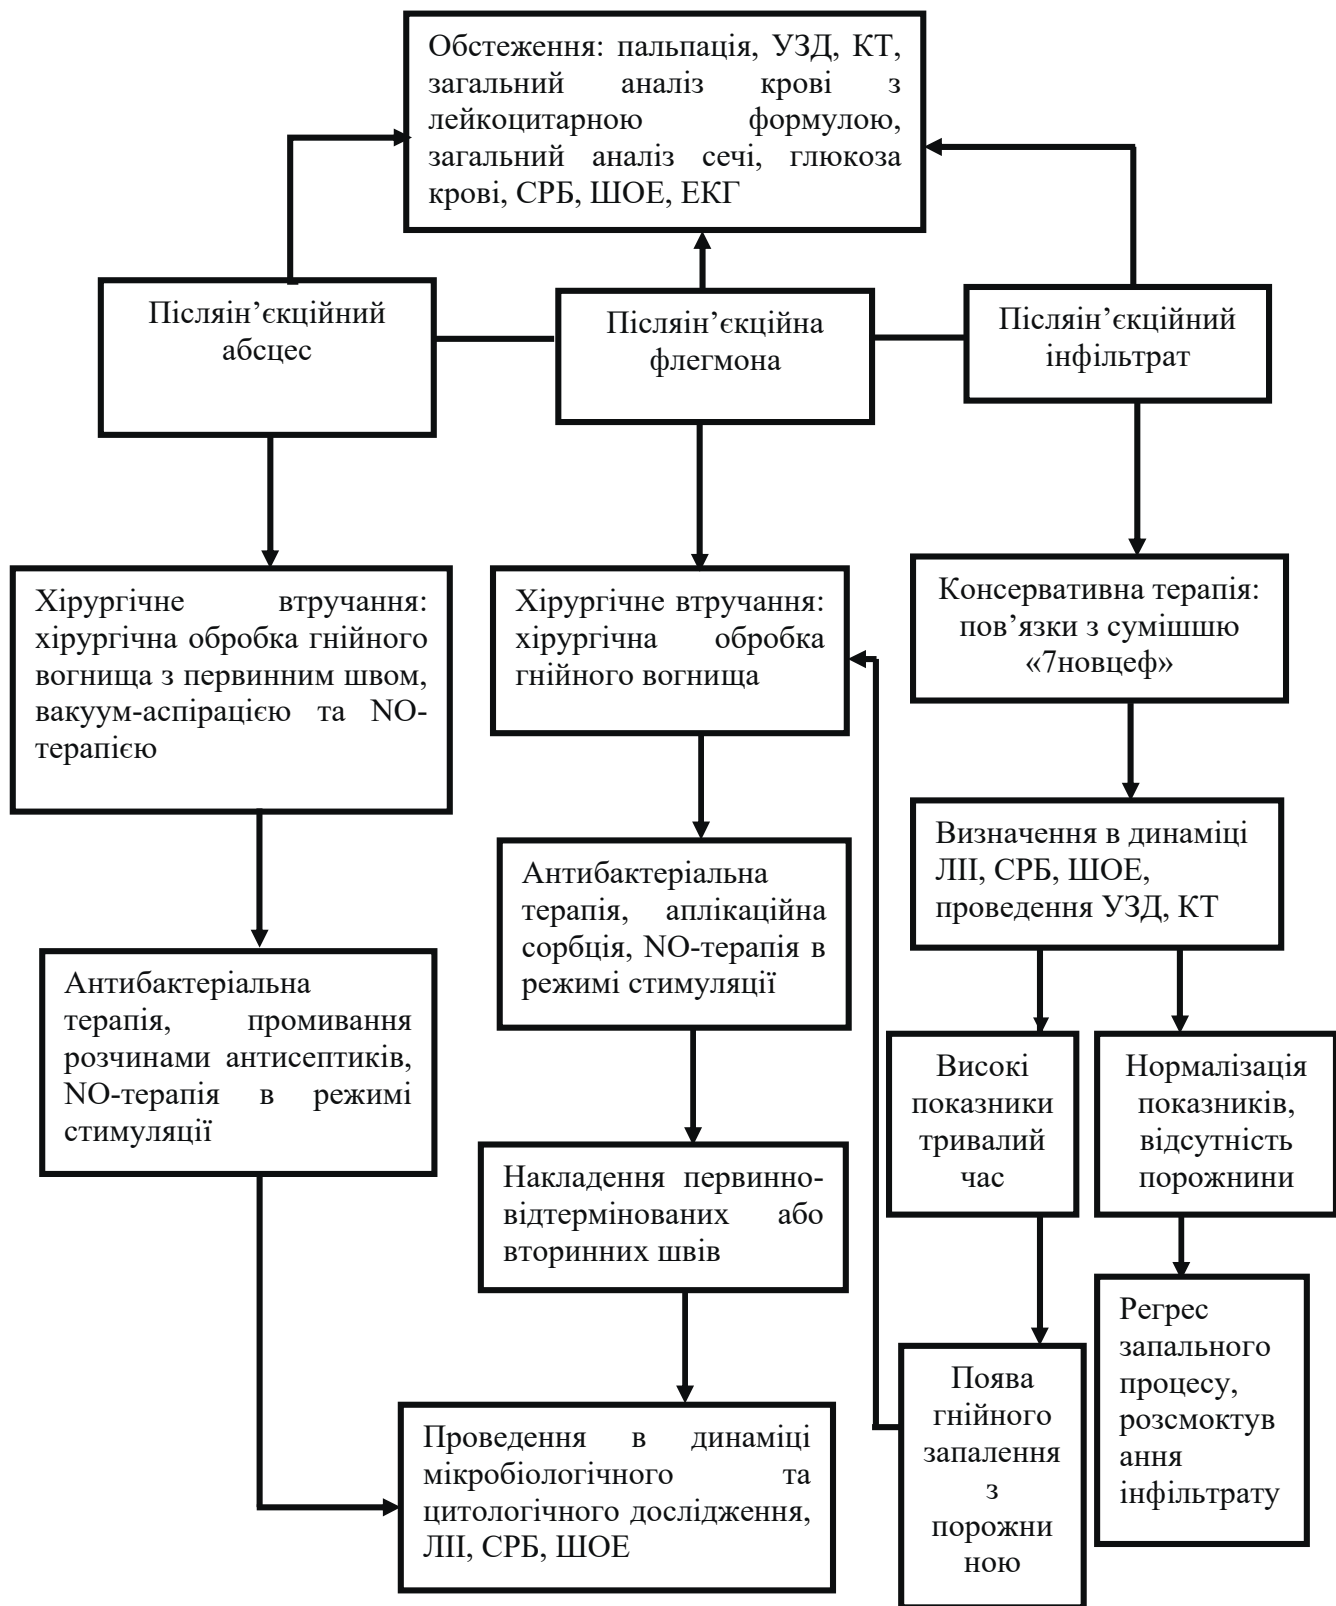 Обстеження: пальпація, УЗД, КТ,
загальний аналіз крові з
лейкоцитарною формулою,
загальний аналіз сечі, глюкоза
крові, СРБ, ШОЕ, ЕКГ
Післяін’єкційний
абсцес
Післяін’єкційна
флегмона
Післяін’єкційний
інфільтрат
Хірургічне втручання:
хірургічна обробка гнійного
вогнища з первинним швом,
вакуум-аспірацією та NO-
терапією
Хірургічне втручання:
хірургічна обробка
гнійного вогнища
Консервативна терапія:
пов’язки з сумішшю
«7новцеф»
Визначення в динаміці
ЛІІ, СРБ, ШОЕ,
проведення УЗД, КТ
Антибактеріальна
терапія, аплікаційна
сорбція, NO-терапія в
режимі стимуляції
Антибактеріальна
терапія, промивання
розчинами антисептиків,
NO-терапія в режимі
стимуляції
Високі
показники
тривалий
час
Нормалізація
показників,
відсутність
порожнини
Накладення первинно-
відтермінованих або
вторинних швів
Поява
гнійного
запалення
з
порожни
ною
Регрес
запального
процесу,
розсмоктув
ання
інфільтрату
Проведення в динаміці
мікробіологічного та
цитологічного дослідження,
ЛІІ, СРБ, ШОЕ